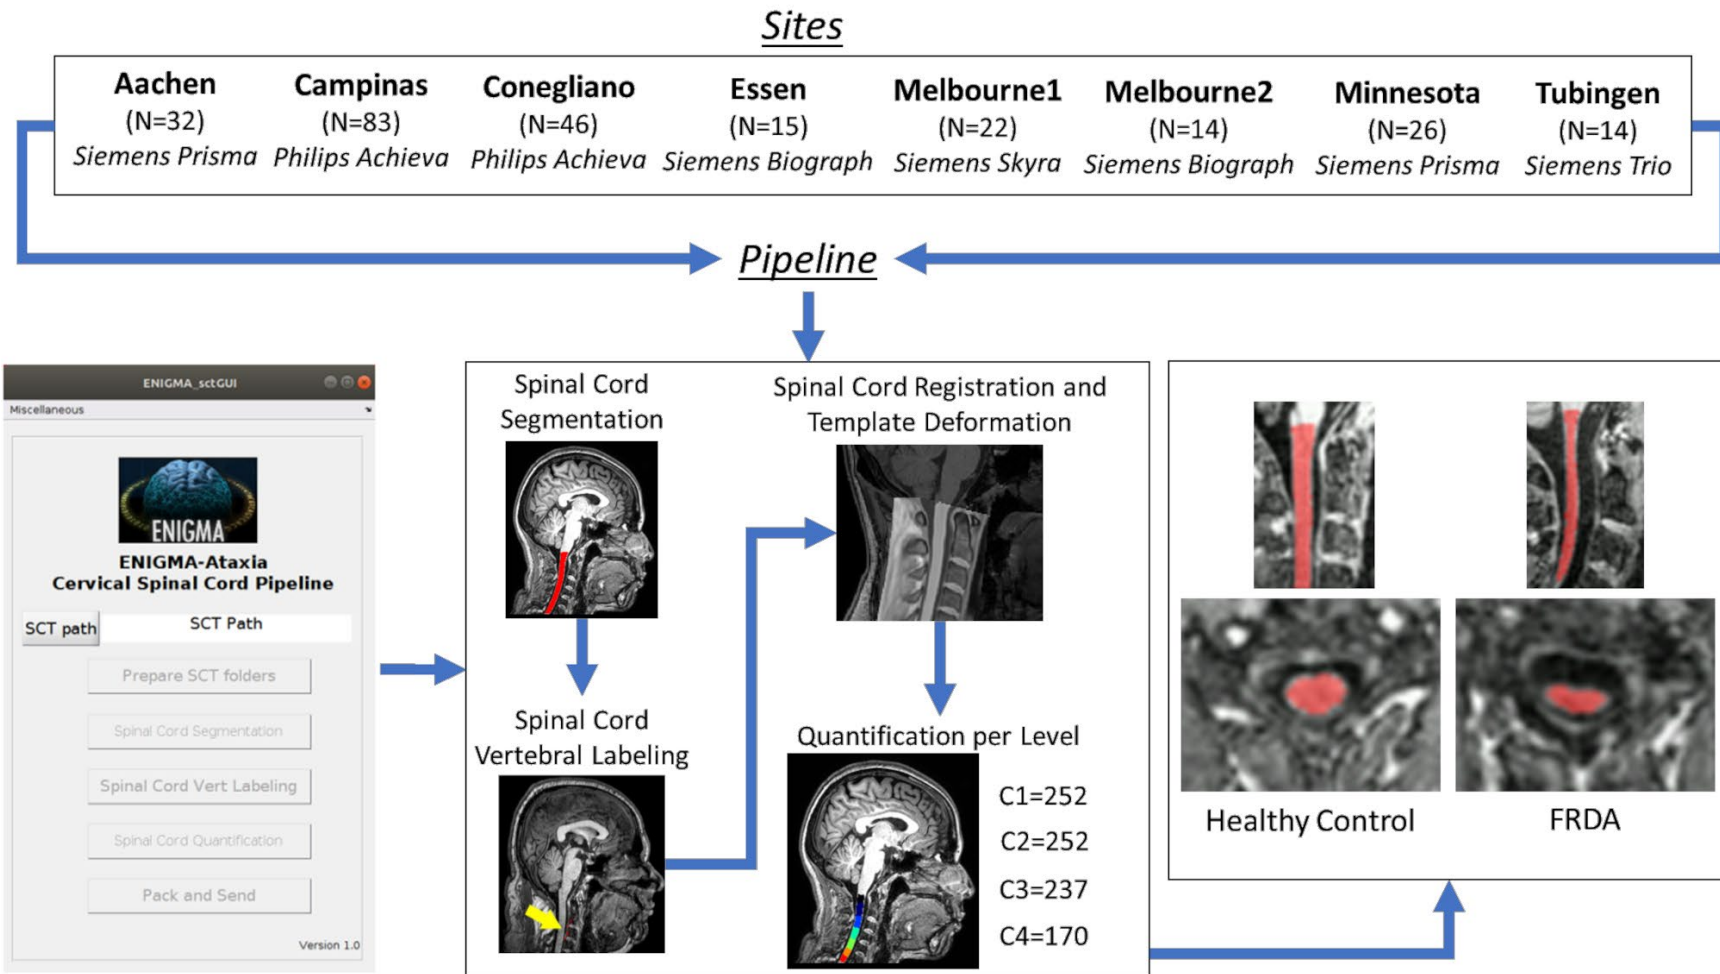 Sites
Aachen
(N=32)
Siemens Prisma
Campinas
(N=83)
Philips Achieva
Conegliano
(N=46)
Philips Achieva
Essen
(N=15)
Siemens Biograph
Melbourne1
(N=22)
Siemens Skyra
Melbourne2
(N=14)
Siemens Biograph
Minnesota
(N=26)
Siemens Prisma
Tubingen
(N=14)
Siemens Trio
Pipeline
ENIGMA_sctGUI
Miscellaneous
ENIGMA
ENIGMA-Ataxia
Cervical Spinal Cord Pipeline
SCT path
SCT Path
Prepare SCT folders
Spinal Cord Segmentation
Spinal Cord Vert Labeling
Spinal Cord Quantification
Pack and Send
Version 1.0
Spinal Cord
Segmentation
Spinal Cord
Vertebral Labeling
Spinal Cord Registration and
Template Deformation
Quantification per Level
C1=252
C2=252
C3=237
C4=170
Healthy Control
FRDA